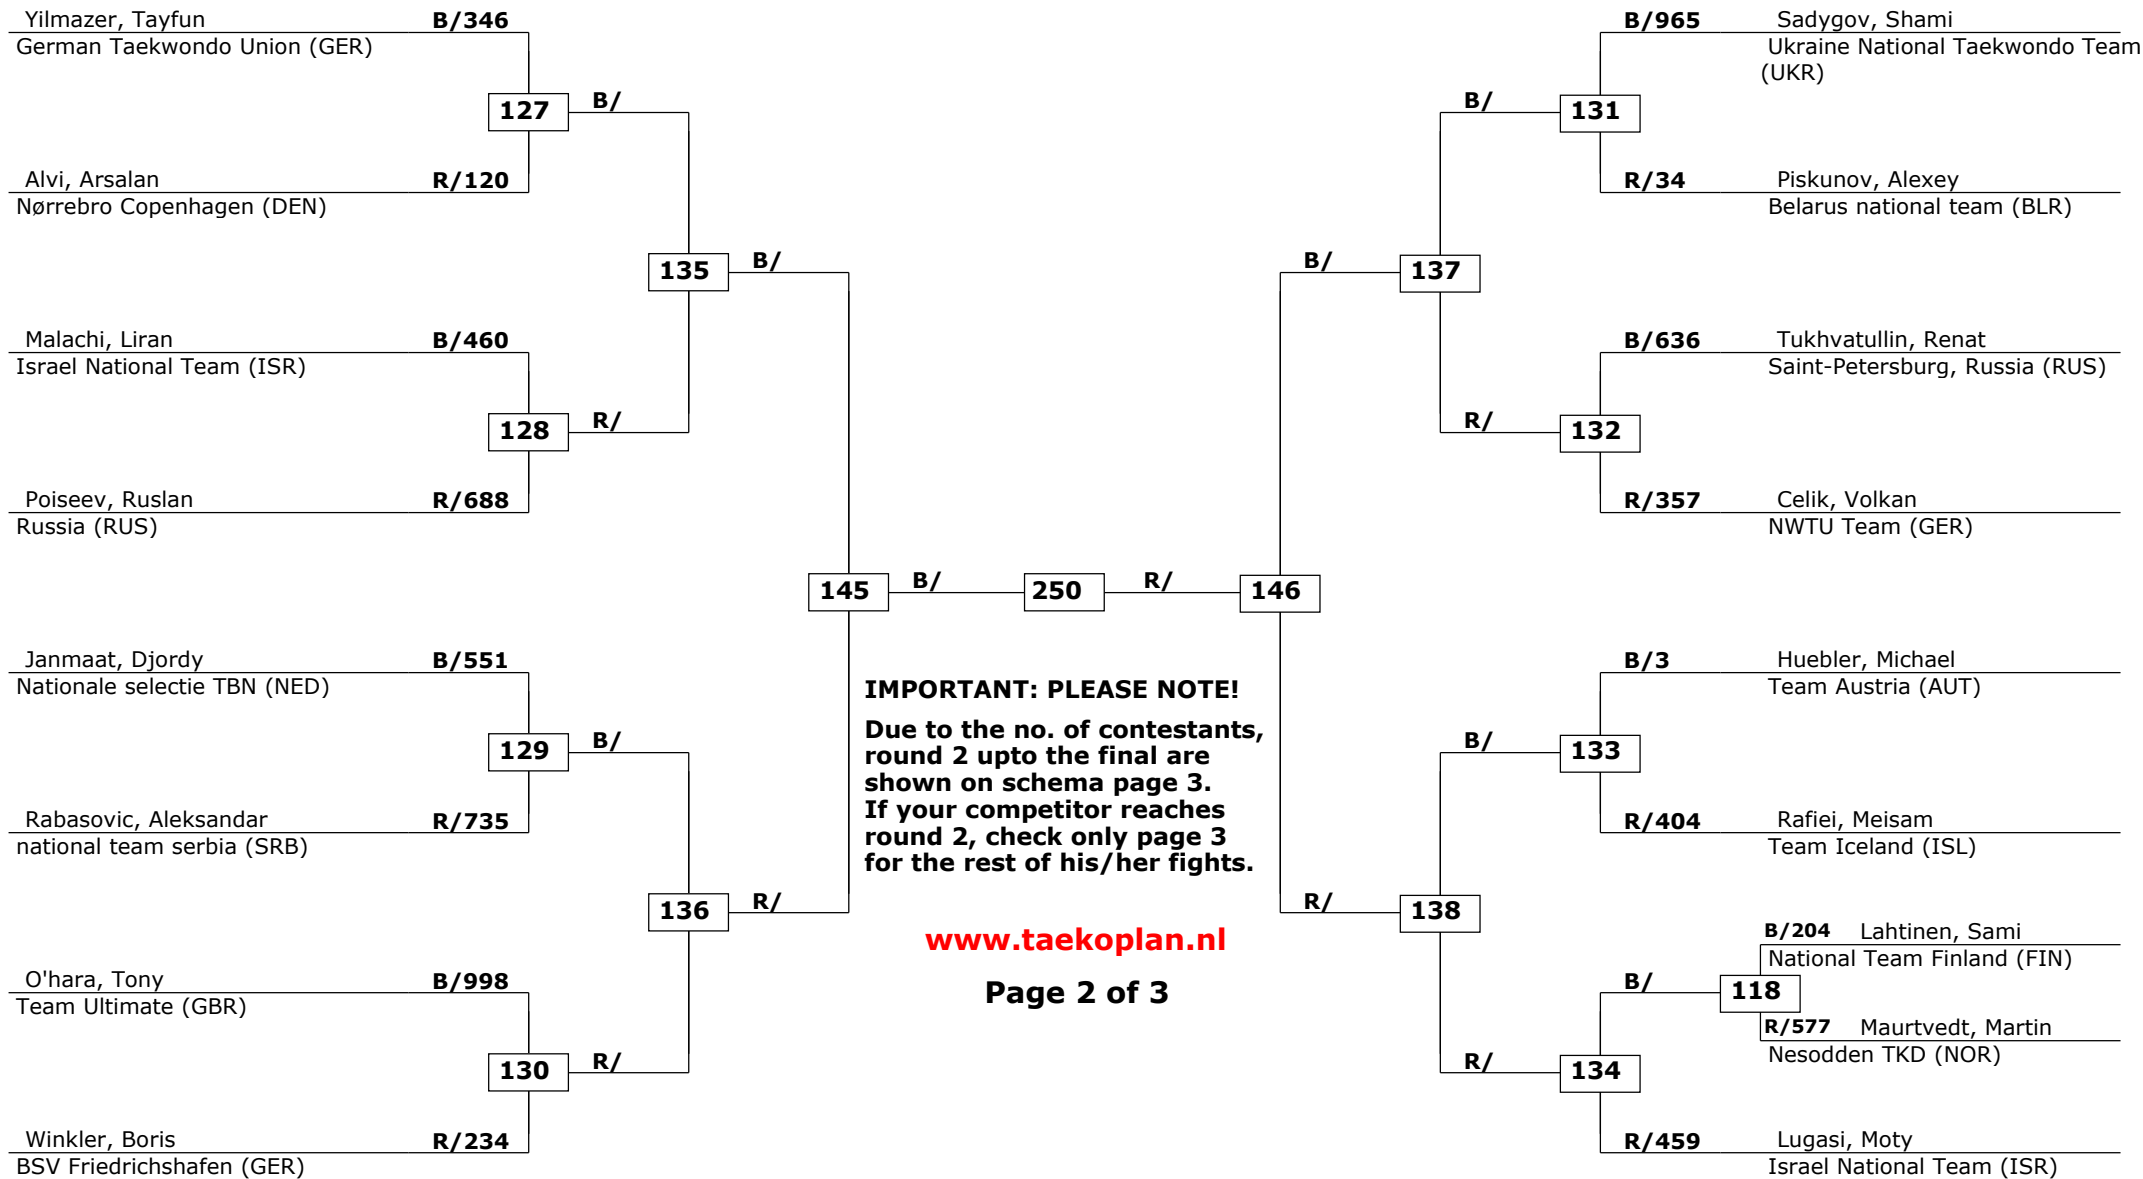 Yilmazer, Tayfun B/346
German Taekwondo Union (GER)
127 B/
Alvi, Arsalan R/120
Nørrebro Copenhagen (DEN)
135 B/
Malachi, Liran B/460
Israel National Team (ISR)
128 R/
Poiseev, Ruslan R/688
Russia (RUS)
145 B/
Janmaat, Djordy B/551
Nationale selectie TBN (NED)
129 B/
Rabasovic, Aleksandar R/735
national team serbia (SRB)
136 R/
O'hara, Tony B/998
Team Ultimate (GBR)
130 R/
Winkler, Boris R/234
BSV Friedrichshafen (GER)
250
IMPORTANT: PLEASE NOTE!
Due to the no. of contestants,
round 2 upto the final are
shown on schema page 3.
If your competitor reaches
round 2, check only page 3
for the rest of his/her fights.
www.taekoplan.nl
Page 2 of 3
B/965 Sadygov, Shami
Ukraine National Taekwondo Team
(UKR)
B/ 131
R/34 Piskunov, Alexey
Belarus national team (BLR)
B/ 137
B/636 Tukhvatullin, Renat
Saint-Petersburg, Russia (RUS)
R/ 132
R/357 Celik, Volkan
NWTU Team (GER)
R/ 146
B/3 Huebler, Michael
Team Austria (AUT)
B/ 133
R/404 Rafiei, Meisam
Team Iceland (ISL)
R/ 138
B/204 Lahtinen, Sami
National Team Finland (FIN)
B/ 118
R/577 Maurtvedt, Martin
Nesodden TKD (NOR)
R/ 134
R/459 Lugasi, Moty
Israel National Team (ISR)